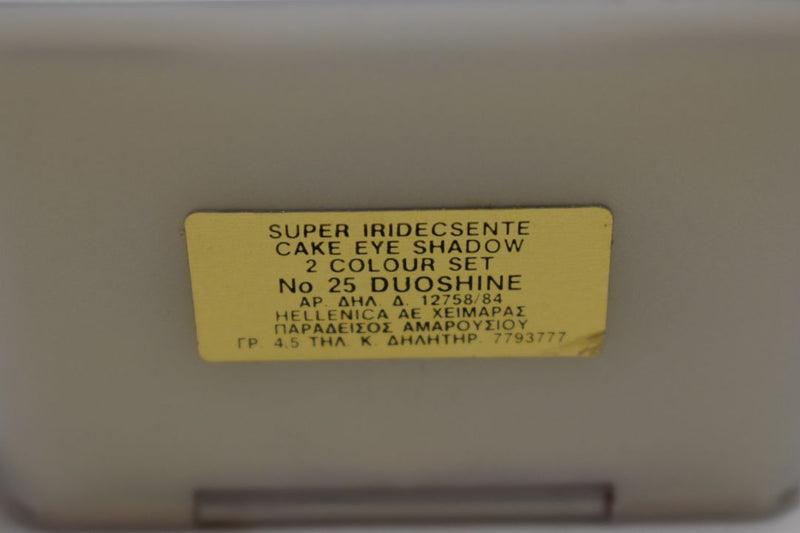 SUPER IRIDECSENTE
CAKE EYE SHADOW
2 COLOUR SET
No 25 DUOSHINE
ΑΡ. ΔΗΛ. Δ. 12758/84
HELLENICA ΑΕ ΧΕΙΜΑΡΑΣ
ΠΑΡΑΔΕΙΣΟΣ ΑΜΑΡΟΥΣΙΟΥ
ΓΡ. 4,5 ΤΗΛ. Κ. ΔΗΛΗΤΗΡ. 7793777